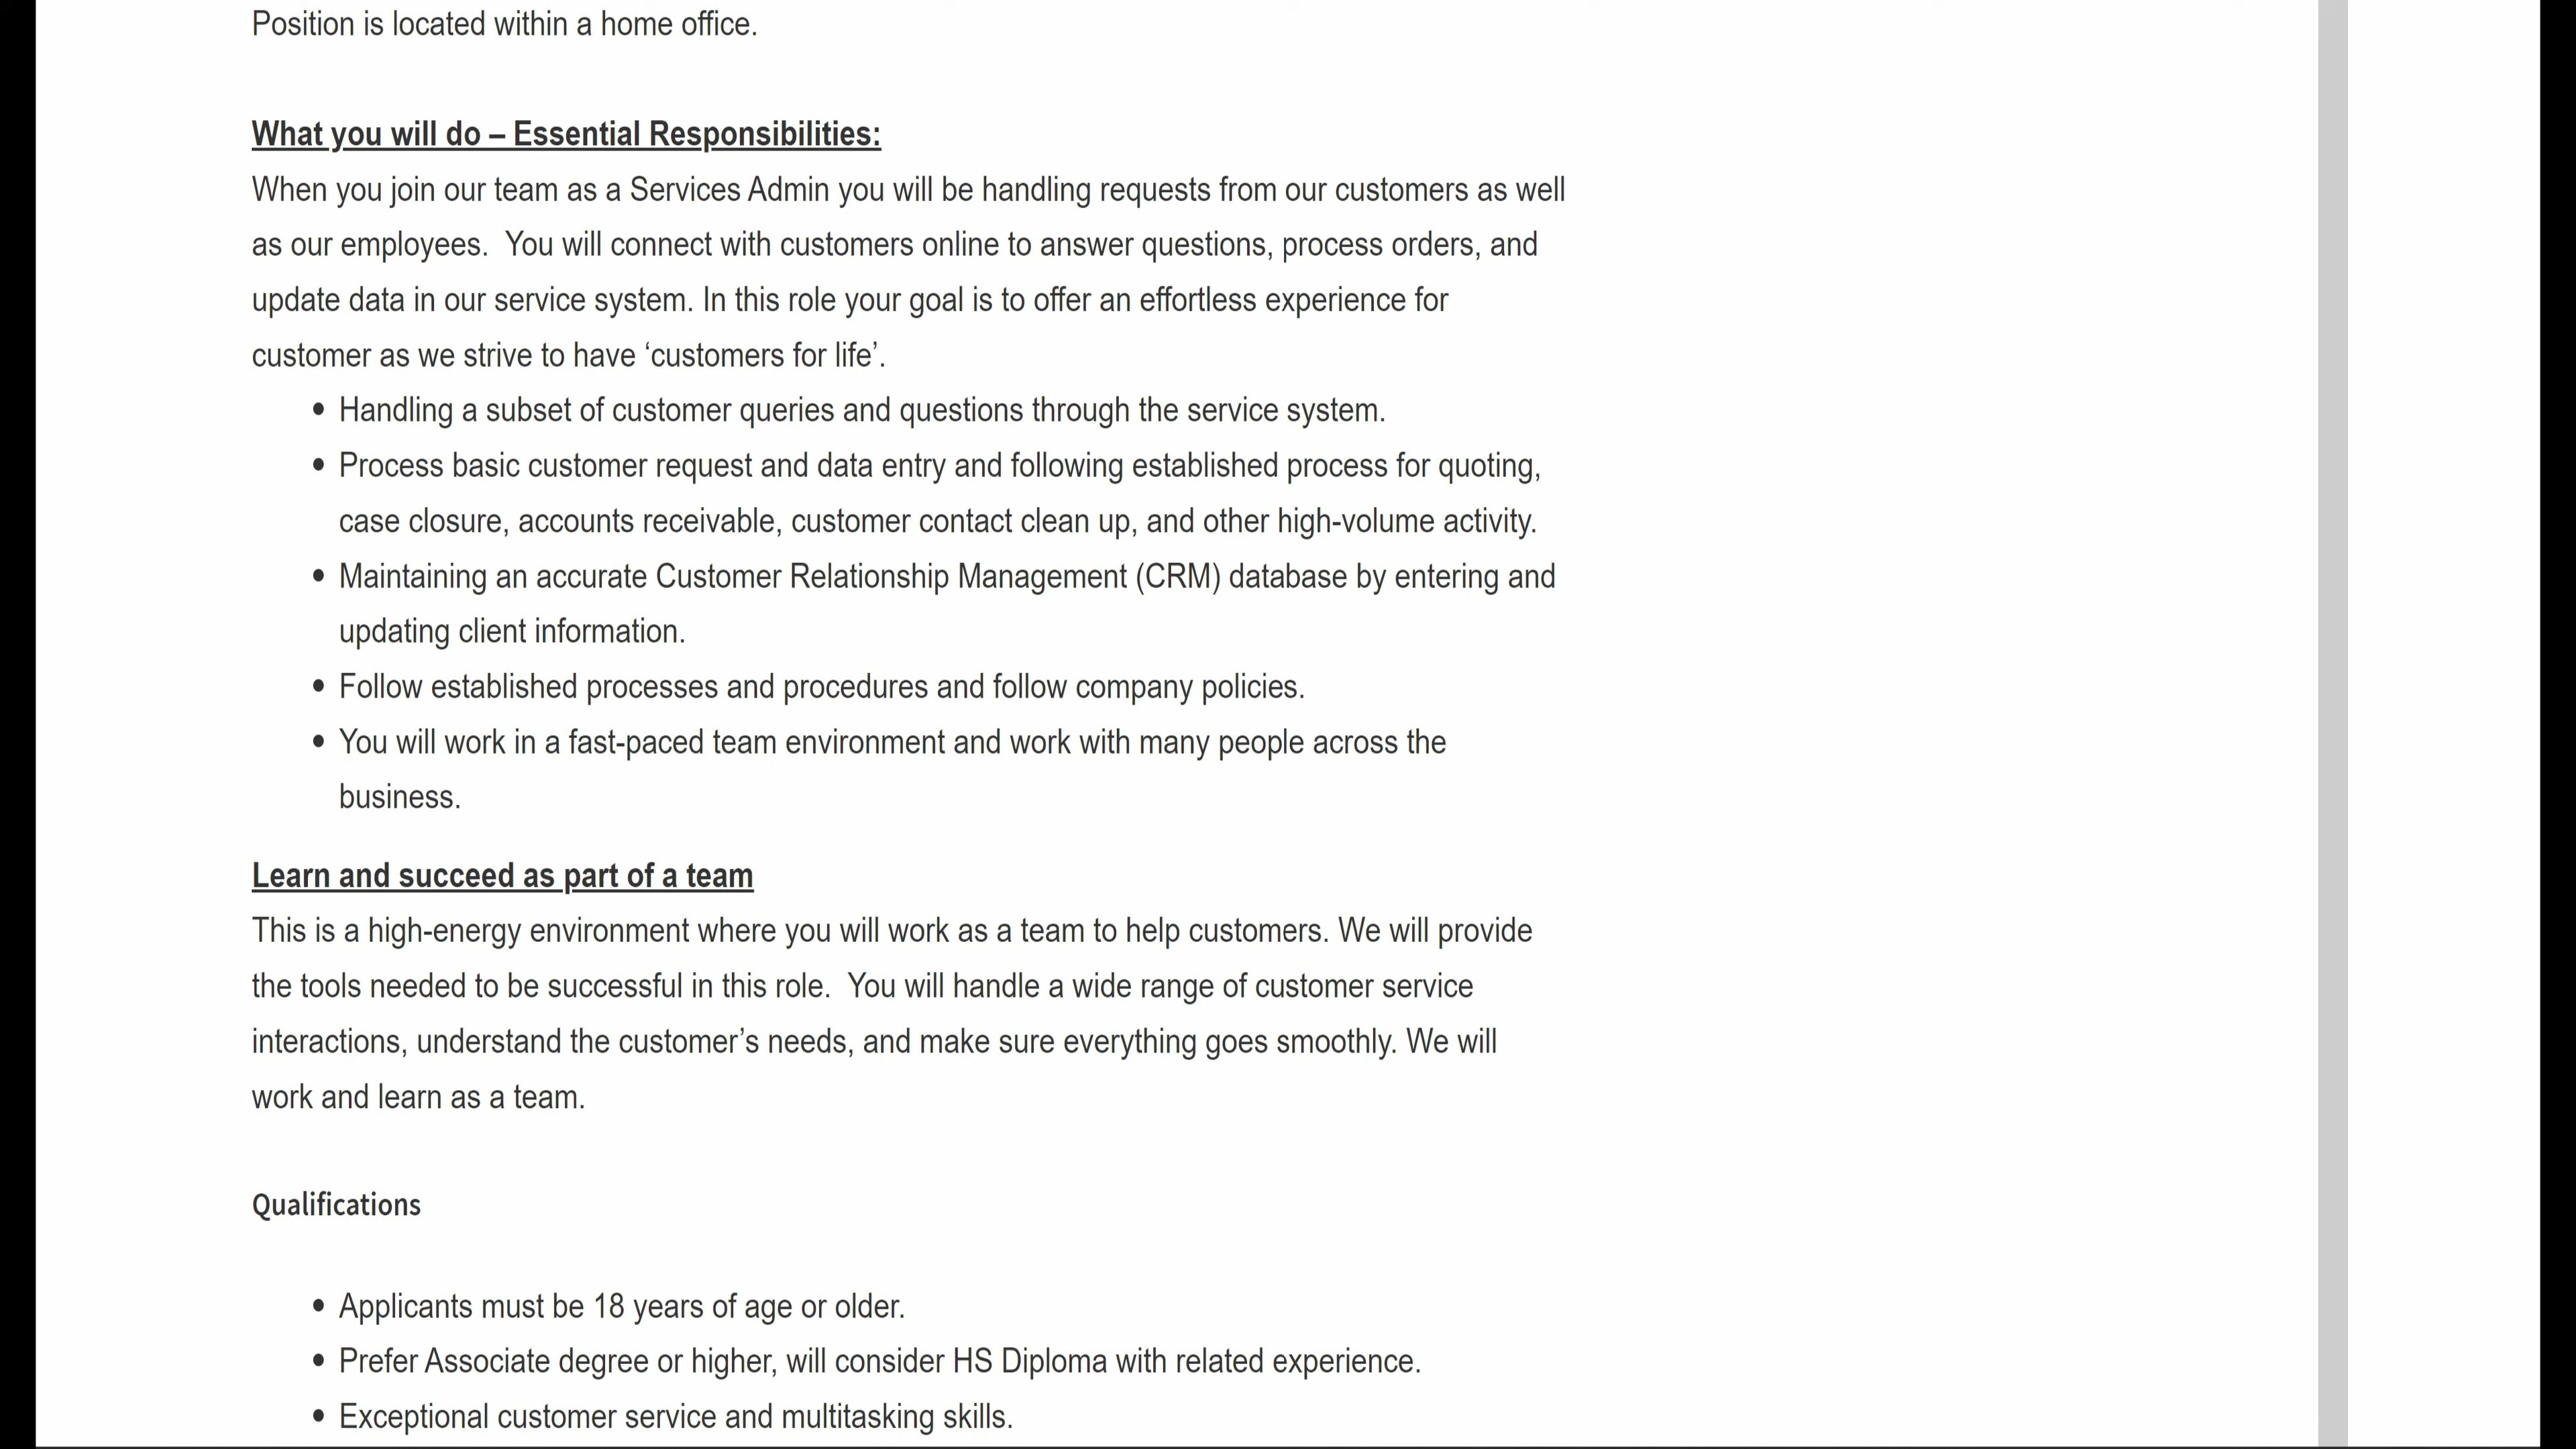 Position is located within a home office.
What you will do – Essential Responsibilities:
When you join our team as a Services Admin you will be handling requests from our customers as well
as our employees.  You will connect with customers online to answer questions, process orders, and
update data in our service system. In this role your goal is to offer an effortless experience for
customer as we strive to have ‘customers for life’.
• Handling a subset of customer queries and questions through the service system.
• Process basic customer request and data entry and following established process for quoting,
case closure, accounts receivable, customer contact clean up, and other high-volume activity.
• Maintaining an accurate Customer Relationship Management (CRM) database by entering and
updating client information.
• Follow established processes and procedures and follow company policies.
• You will work in a fast-paced team environment and work with many people across the
business.
Learn and succeed as part of a team
This is a high-energy environment where you will work as a team to help customers. We will provide
the tools needed to be successful in this role.  You will handle a wide range of customer service
interactions, understand the customer’s needs, and make sure everything goes smoothly. We will
work and learn as a team.
Qualifications
• Applicants must be 18 years of age or older.
• Prefer Associate degree or higher, will consider HS Diploma with related experience.
• Exceptional customer service and multitasking skills.